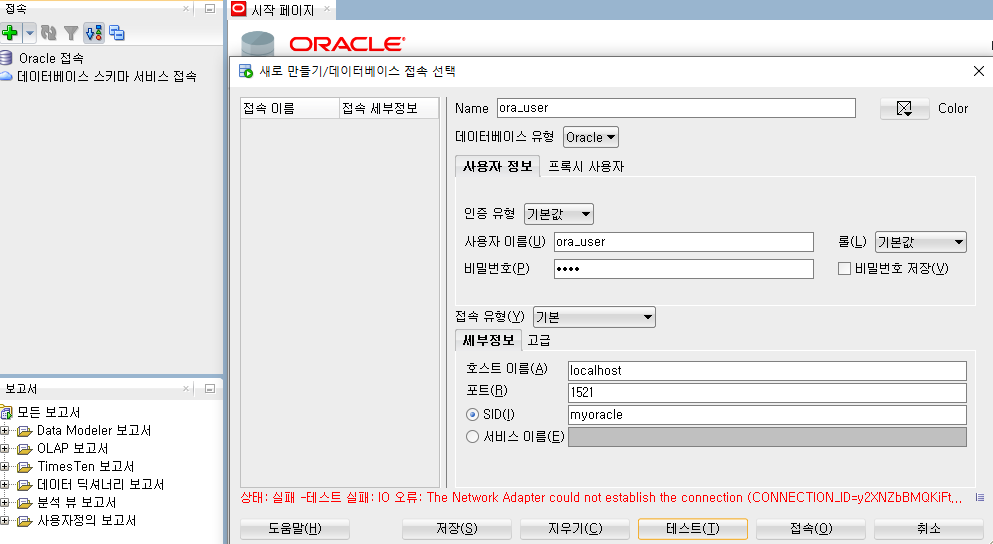 접속
시작 페이지
Oracle 접속
데이터베이스 스키마 서비스 접속
ORACLE
새로 만들기/데이터베이스 접속 선택
접속 이름 접속 세부정보
Name ora_user Color
데이터베이스 유형 Oracle
사용자 정보 프록시 사용자
인증 유형 기본값
사용자 이름(U) ora_user 롤(L) 기본값
비밀번호(P) •••• 비밀번호 저장(V)
접속 유형(Y) 기본
세부정보 고급
호스트 이름(A) localhost
포트(R) 1521
SID(I) myoracle
서비스 이름(E)
보고서
모든 보고서
Data Modeler 보고서
OLAP 보고서
TimesTen 보고서
데이터 딕셔너리 보고서
분석 뷰 보고서
사용자정의 보고서
상태: 실패 -테스트 실패: IO 오류: The Network Adapter could not establish the connection (CONNECTION_ID=y2XNZbBMQKiFt,...
도움말(H) 저장(S) 지우기(C) 테스트(T) 접속(O) 취소